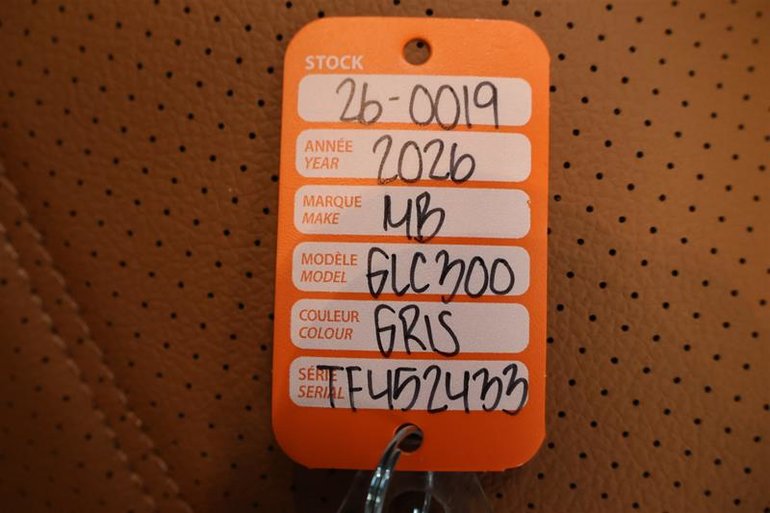 STOCK
26-0019
ANNÉE
YEAR 2026
MARQUE
MAKE MB
MODÈLE
MODEL GLC300
COULEUR
COLOUR GRIS
SÉRIE
SERIAL TF452433